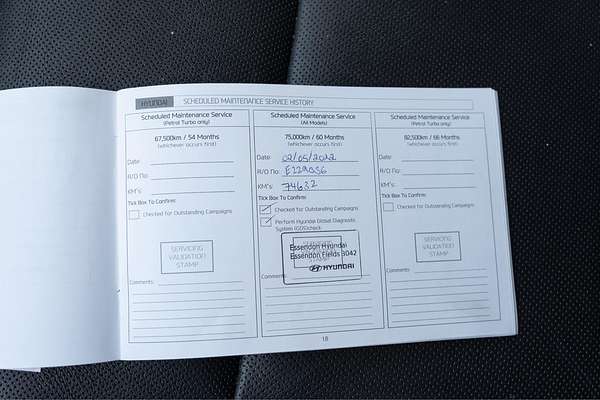 HYUNDAI
SCHEDULED MAINTENANCE SERVICE HISTORY
Scheduled Maintenance Service
(Petrol Turbo only)
67,500km / 54 Months
(whichever occurs first)
Date:
R/O No:
KM's:
Tick Box To Confirm:
Checked for Outstanding Campaigns
SERVICING
VALIDATION
STAMP
Comments:
Scheduled Maintenance Service
(All Models)
75,000km / 60 Months
(whichever occurs first)
Date: 02/05/2022
R/O No: E229056
KM's: 74632
Tick Box To Confirm:
Checked for Outstanding Campaigns
Perform Hyundai Global Diagnostic
System (GDS)check
Essendon Hyundai
Essendon Fields 3042
HYUNDAI
Comments:
Scheduled Maintenance Service
(Petrol Turbo only)
82,500km / 66 Months
(whichever occurs first)
Date:
R/O No:
KM's:
Tick Box To Confirm:
Checked for Outstanding Campaigns
SERVICING
VALIDATION
STAMP
Comments:
18